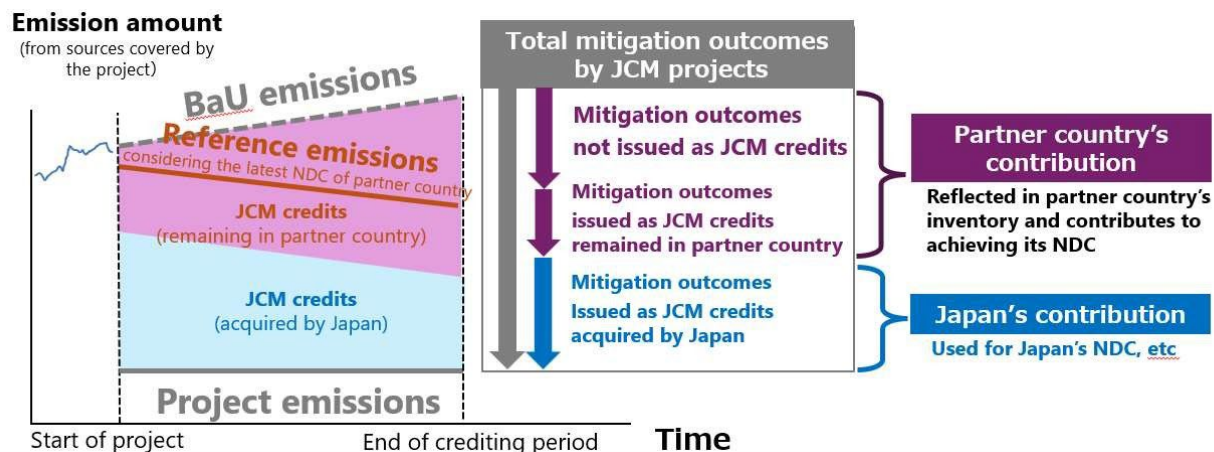 Emission amount
(from sources covered by
the project)
BaU emissions
Reference emissions
considering the latest NDC of partner country
JCM credits
(remaining in partner country)
JCM credits
(acquired by Japan)
Project emissions
Start of project
End of crediting period
Time
Total mitigation outcomes
by JCM projects
Mitigation outcomes
not issued as JCM credits
Mitigation outcomes
issued as JCM credits
remained in partner country
Mitigation outcomes
Issued as JCM credits
acquired by Japan
Partner country's
contribution
Reflected in partner country's
inventory and contributes to
achieving its NDC
Japan's contribution
Used for Japan's NDC, etc